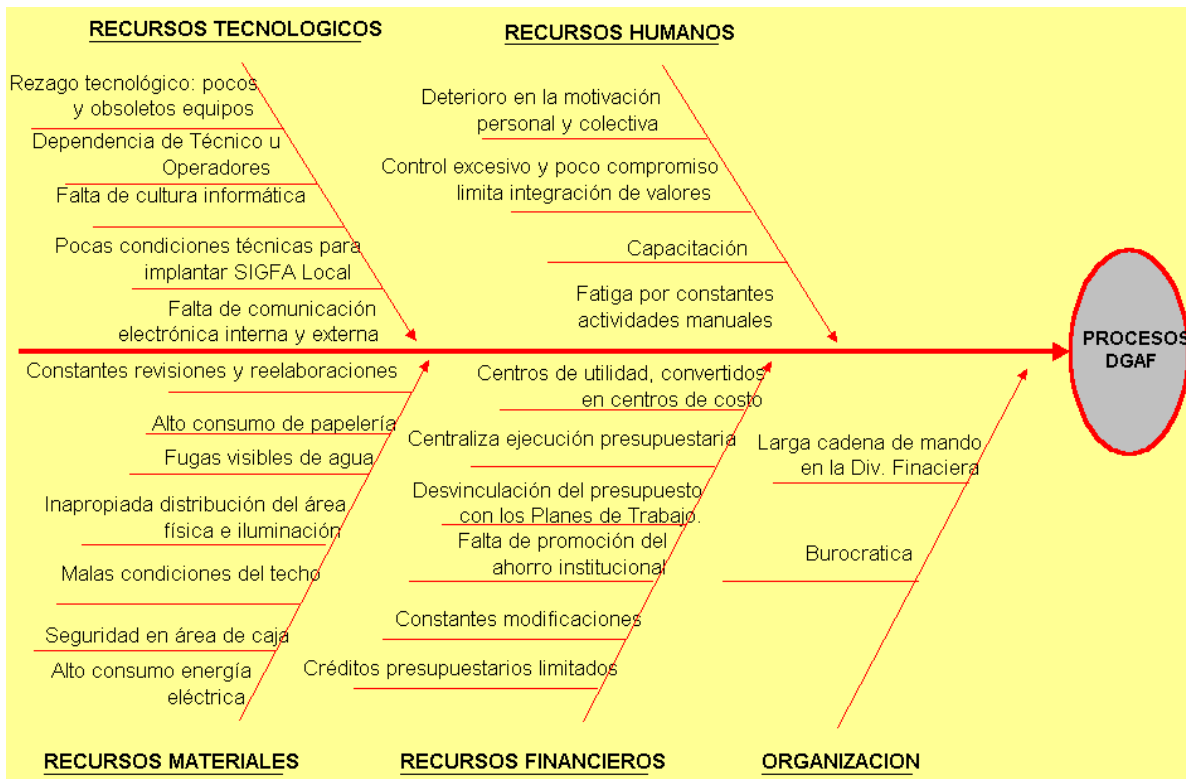 RECURSOS TECNOLOGICOS
Rezago tecnológico: pocos
y obsoletos equipos
Dependencia de Técnico u
Operadores
Falta de cultura informática
Pocas condiciones técnicas para
implantar SIGFA Local
Falta de comunicación
electrónica interna y externa
RECURSOS HUMANOS
Deterioro en la motivación
personal y colectiva
Control excesivo y poco compromiso
limita integración de valores
Capacitación
Fatiga por constantes
actividades manuales
PROCESOS
DGAF
Constantes revisiones y reelaboraciones
Alto consumo de papelería
Fugas visibles de agua
Inapropiada distribución del área
física e iluminación
Malas condiciones del techo
Seguridad en área de caja
Alto consumo energía
eléctrica
RECURSOS MATERIALES
Centros de utilidad, convertidos
en centros de costo
Centraliza ejecución presupuestaria
Desvinculación del presupuesto
con los Planes de Trabajo.
Falta de promoción del
ahorro institucional
Constantes modificaciones
Créditos presupuestarios limitados
RECURSOS FINANCIEROS
Larga cadena de mando
en la Div. Finaciera
Burocratica
ORGANIZACION